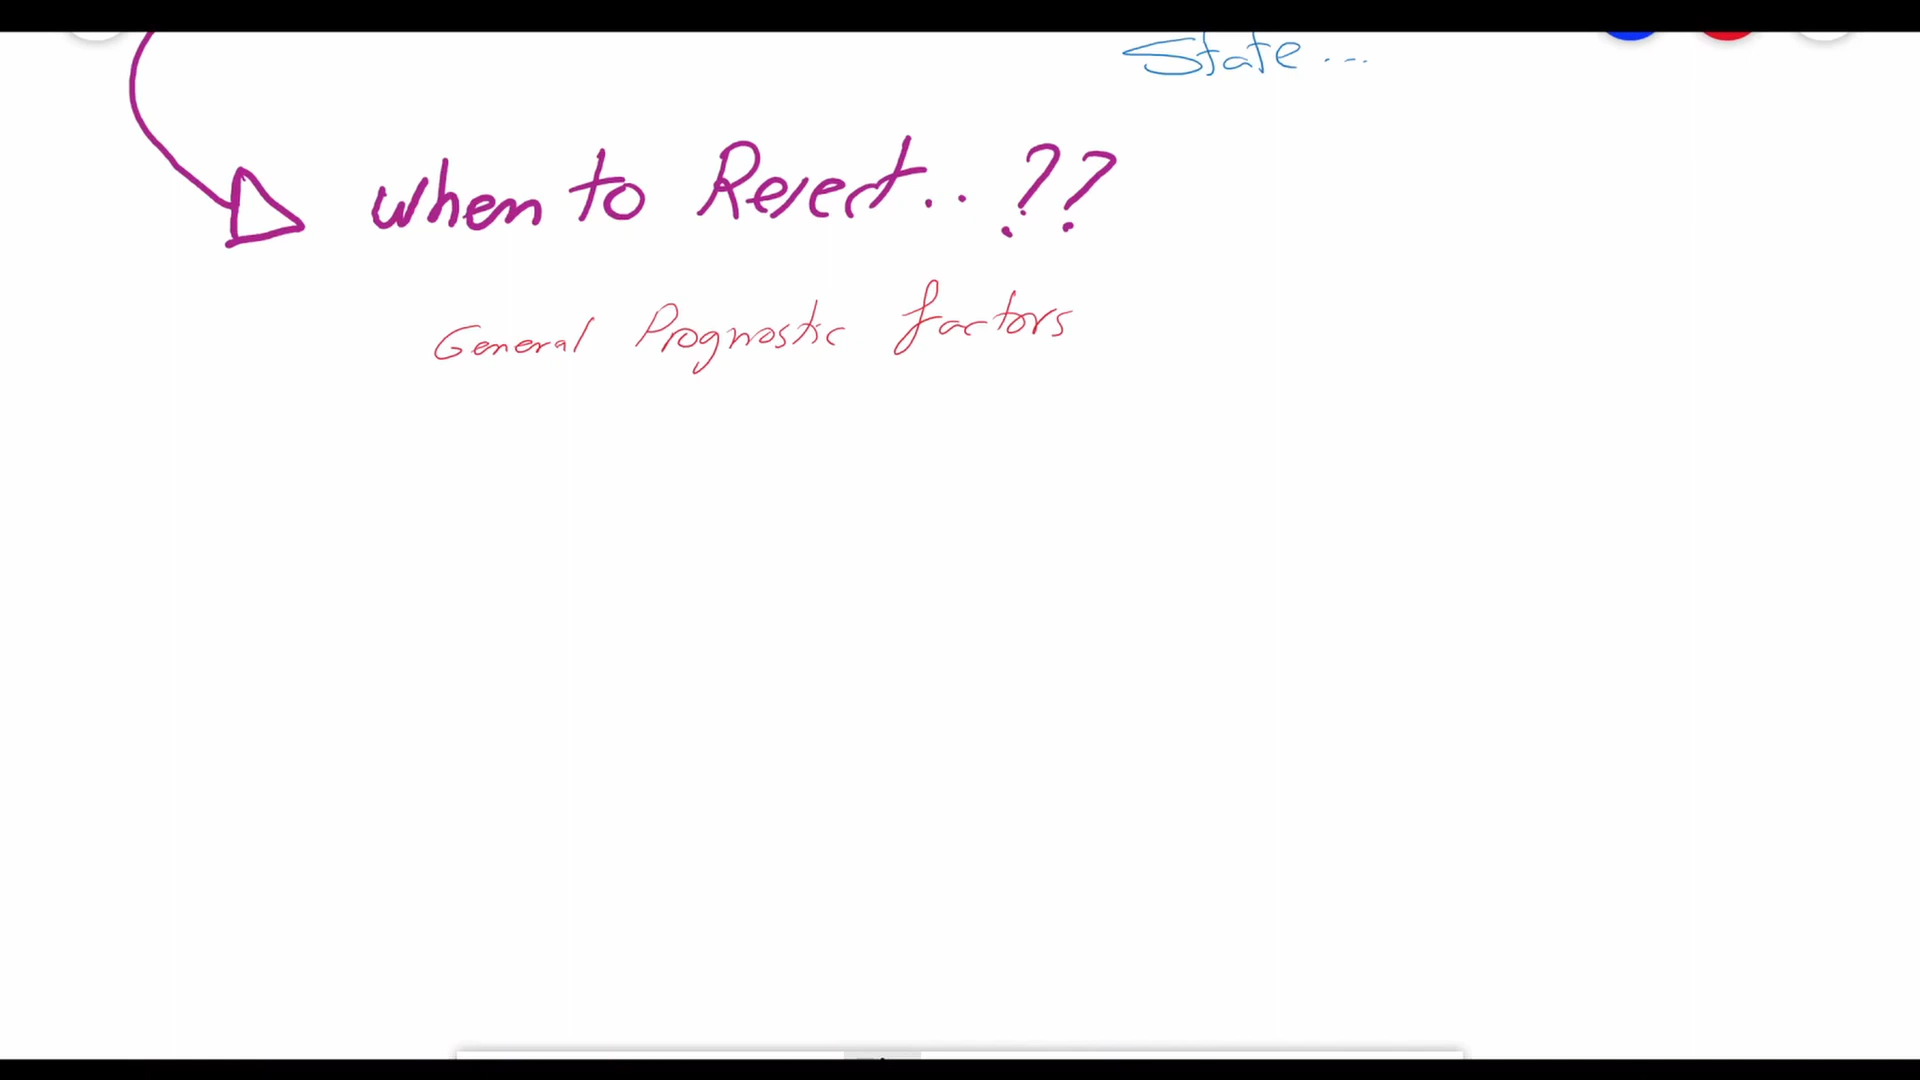 State ...
when to Reject.. ??
General Prognostic factors